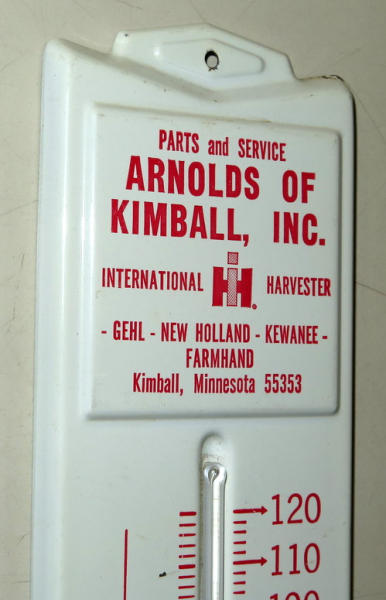 PARTS and SERVICE
ARNOLDS OF
KIMBALL, INC.
INTERNATIONAL IH® HARVESTER
- GEHL - NEW HOLLAND - KEWANEE -
FARMHAND
Kimball, Minnesota 55353
120
110
100